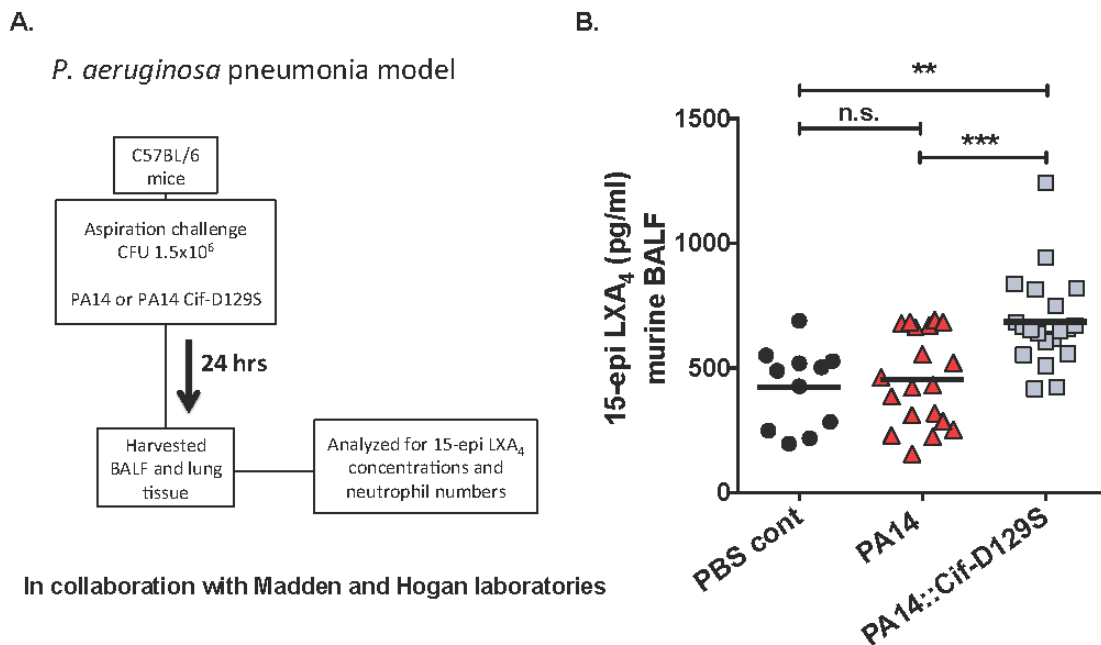 A.
P. aeruginosa pneumonia model
C57BL/6
mice
Aspiration challenge
CFU 1.5x10⁶
PA14 or PA14 Cif-D129S
24 hrs
Harvested
BALF and lung
tissue
Analyzed for 15-epi LXA₄
concentrations and
neutrophil numbers
In collaboration with Madden and Hogan laboratories
B.
**
n.s.
***
15-epi LXA₄ (pg/ml)
murine BALF
1500
1000
500
0
PBS cont
PA14
PA14::Cif-D129S